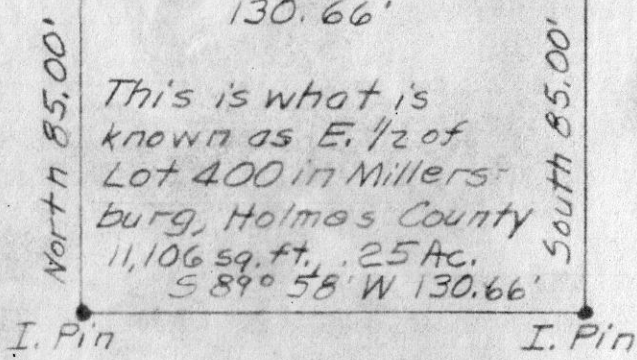 130.66'
North 85.00'
This is what is
known as E. 1/2 of
Lot 400 in Millers-
burg, Holmes County
11,106 sq. ft., .25 Ac.
S 89° 58' W 130.66'
South 85.00'
I. Pin
I. Pin